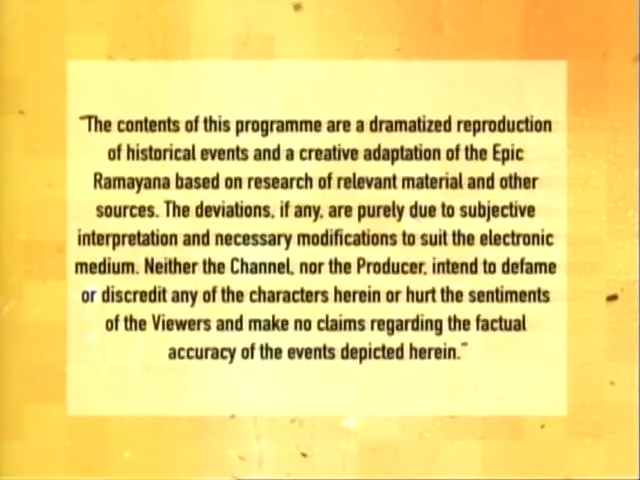 "The contents of this programme are a dramatized reproduction
of historical events and a creative adaptation of the Epic
Ramayana based on research of relevant material and other
sources. The deviations, if any, are purely due to subjective
interpretation and necessary modifications to suit the electronic
medium. Neither the Channel, nor the Producer, intend to defame
or discredit any of the characters herein or hurt the sentiments
of the Viewers and make no claims regarding the factual
accuracy of the events depicted herein."